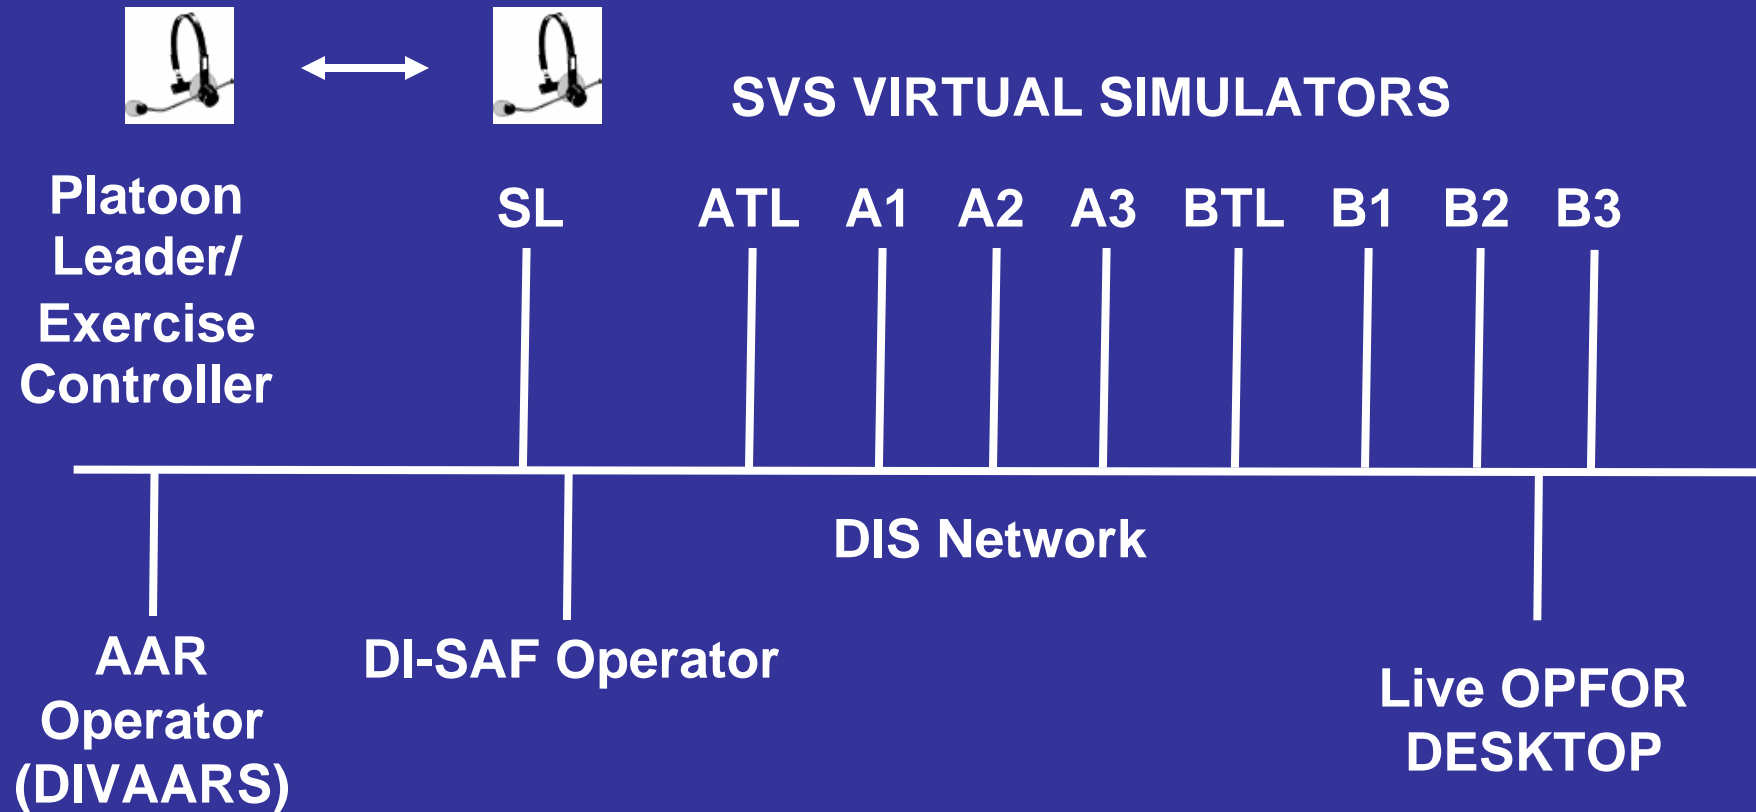 SVS VIRTUAL SIMULATORS
Platoon
Leader/
Exercise
Controller
SL ATL A1 A2 A3 BTL B1 B2 B3
DIS Network
AAR
Operator
(DIVAARS)
DI-SAF Operator
Live OPFOR
DESKTOP